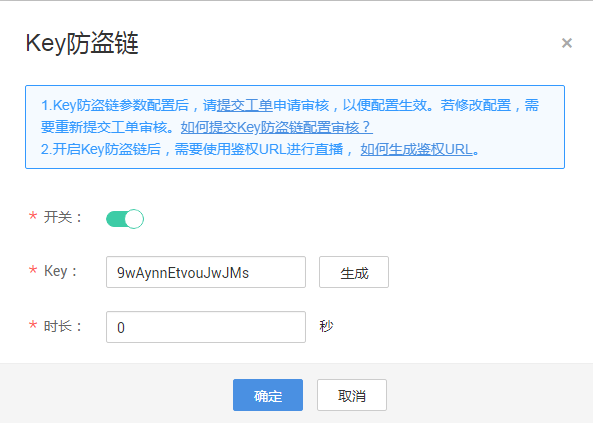 Key防盗链
×
1.Key防盗链参数配置后，请提交工单申请审核，以便配置生效。若修改配置，需
要重新提交工单审核。如何提交Key防盗链配置审核？
2.开启Key防盗链后，需要使用鉴权URL进行直播， 如何生成鉴权URL。
* 开关：
* Key： 9wAynnEtvouJwJMs 生成
* 时长： 0 秒
确定 取消